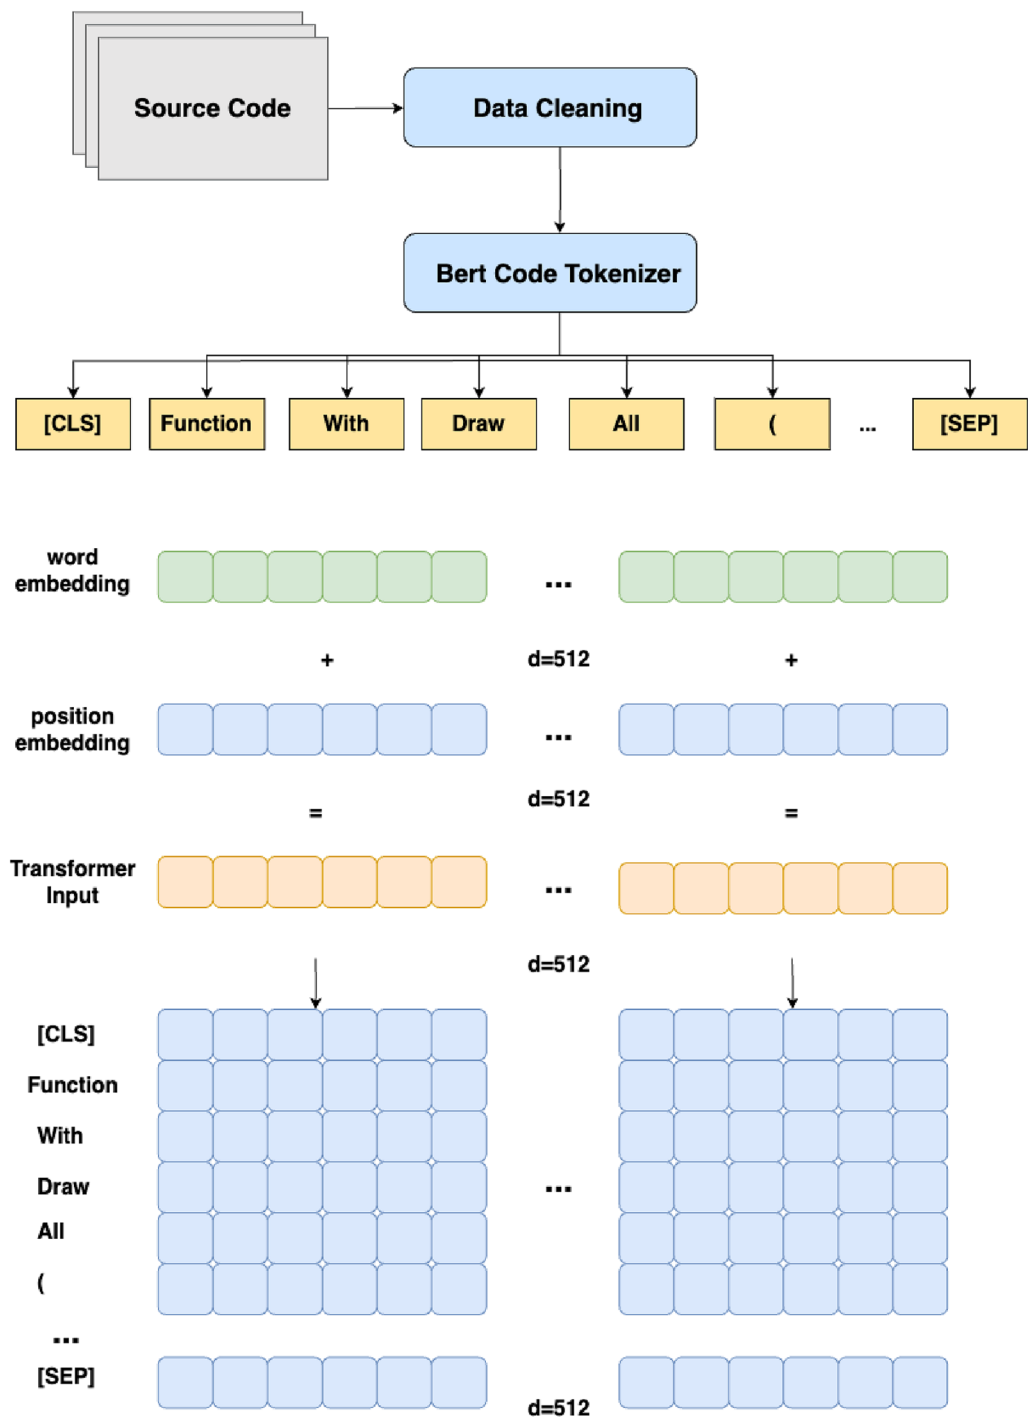 Source Code
Data Cleaning
Bert Code Tokenizer
[CLS] Function With Draw All ( ... [SEP]
word
embedding
...
+ d=512 +
position
embedding
...
d=512
= =
Transformer
Input
...
d=512
[CLS]
Function
With
Draw
...
All
(
...
[SEP]
d=512